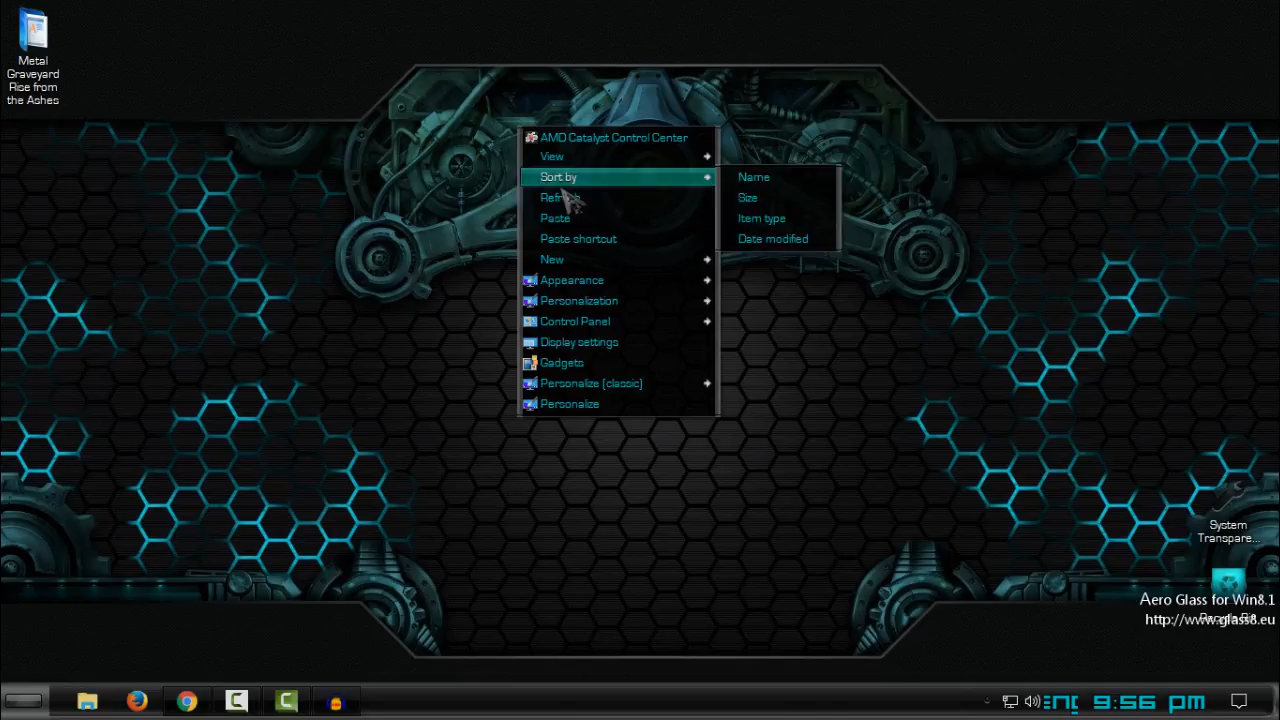 Metal
Graveyard
Rise from
the Ashes
AMD Catalyst Control Center
View
Sort by
Paste
Paste shortcut
New
Appearance
Personalization
Control Panel
Display settings
Gadgets
Personalize (classic)
Personalize
Name
Size
Item type
Date modified
System
Transpare...
Aero Glass for Win8.1
http://www.glass8.eu
9:56 pm